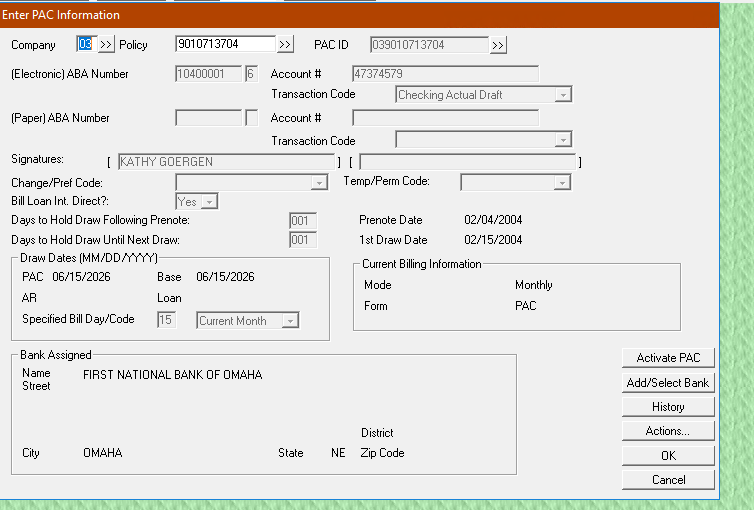 Enter PAC Information
Company 03 >> Policy 9010713704 >> PAC ID 039010713704 >>
(Electronic) ABA Number 10400001 6 Account # 47374579
Transaction Code Checking Actual Draft
(Paper) ABA Number Account #
Transaction Code
Signatures: [ KATHY GOERGEN ] [ ]
Change/Pref Code: Temp/Perm Code:
Bill Loan Int. Direct?: Yes
Days to Hold Draw Following Prenote: 001 Prenote Date 02/04/2004
Days to Hold Draw Until Next Draw: 001 1st Draw Date 02/15/2004
Draw Dates (MM/DD/YYYY)
PAC 06/15/2026 Base 06/15/2026
AR Loan
Specified Bill Day/Code 15 Current Month
Current Billing Information
Mode Monthly
Form PAC
Bank Assigned
Name FIRST NATIONAL BANK OF OMAHA
Street
District
City OMAHA State NE Zip Code
Activate PAC
Add/Select Bank
History
Actions...
OK
Cancel